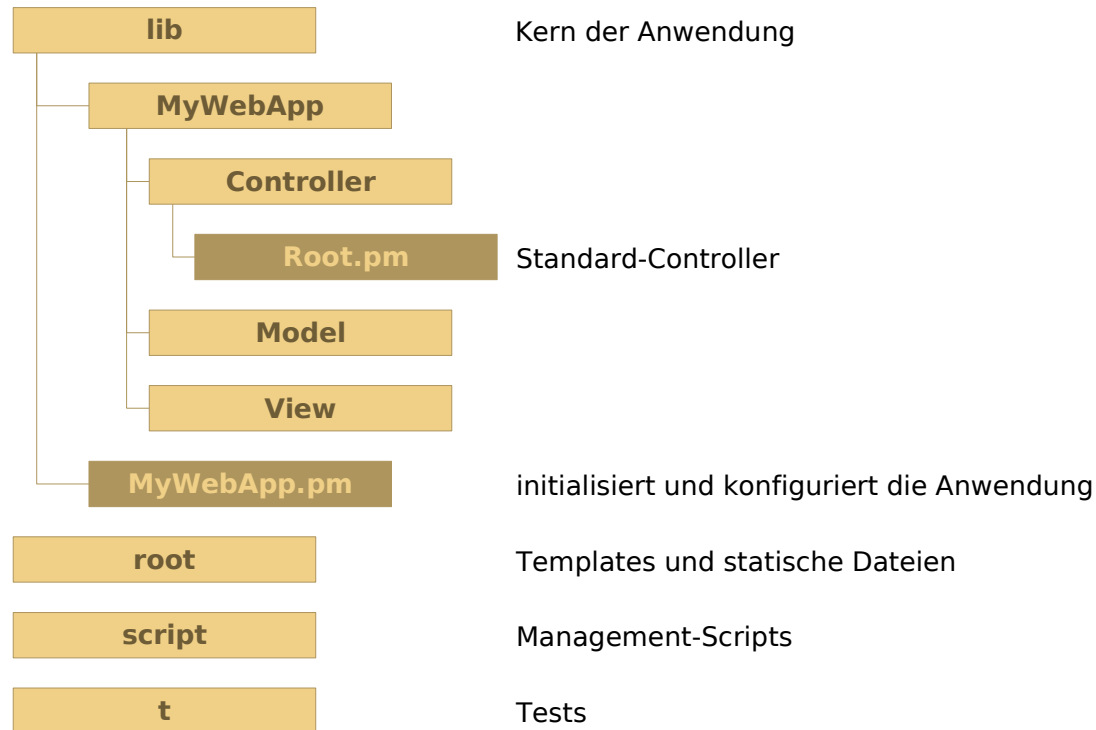 lib Kern der Anwendung
MyWebApp
Controller
Root.pm Standard-Controller
Model
View
MyWebApp.pm initialisiert und konfiguriert die Anwendung
root Templates und statische Dateien
script Management-Scripts
t Tests